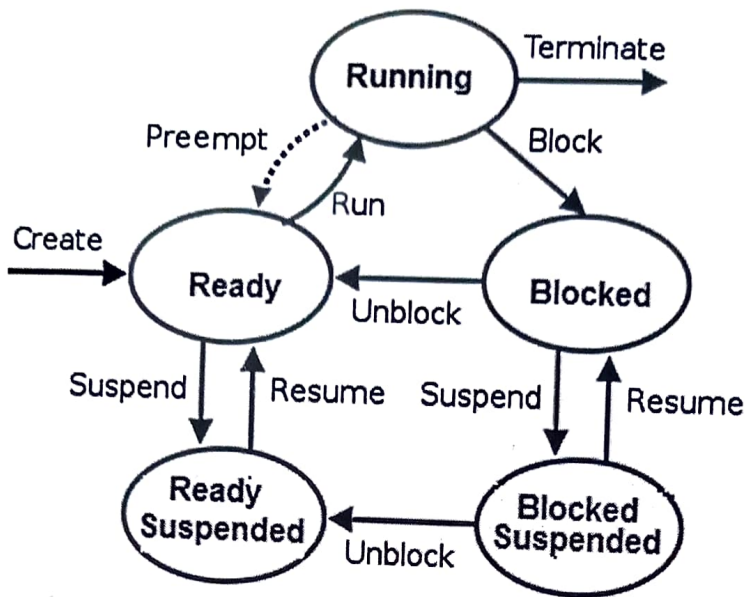 Running
Terminate
Preempt
Block
Run
Create
Ready
Blocked
Unblock
Suspend
Resume
Suspend
Resume
Ready
Suspended
Blocked
Suspended
Unblock